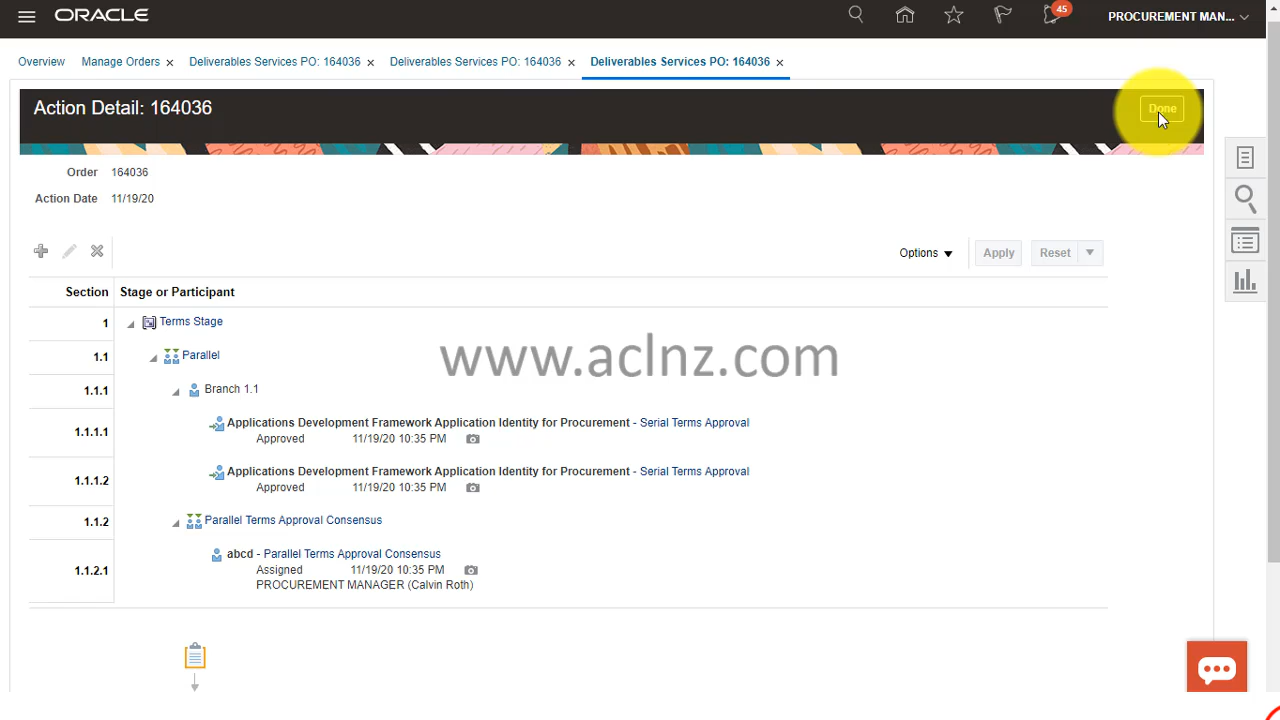 ORACLE
45
PROCUREMENT MAN...
Overview
Manage Orders
Deliverables Services PO: 164036
Deliverables Services PO: 164036
Deliverables Services PO: 164036
Action Detail: 164036
Done
Order 164036
Action Date 11/19/20
Options
Apply
Reset
Section Stage or Participant
1 Terms Stage
1.1 Parallel
1.1.1 Branch 1.1
www.aclnz.com
1.1.1.1 Applications Development Framework Application Identity for Procurement - Serial Terms Approval
Approved 11/19/20 10:35 PM
1.1.1.2 Applications Development Framework Application Identity for Procurement - Serial Terms Approval
Approved 11/19/20 10:35 PM
1.1.2 Parallel Terms Approval Consensus
1.1.2.1 abcd - Parallel Terms Approval Consensus
Assigned 11/19/20 10:35 PM
PROCUREMENT MANAGER (Calvin Roth)